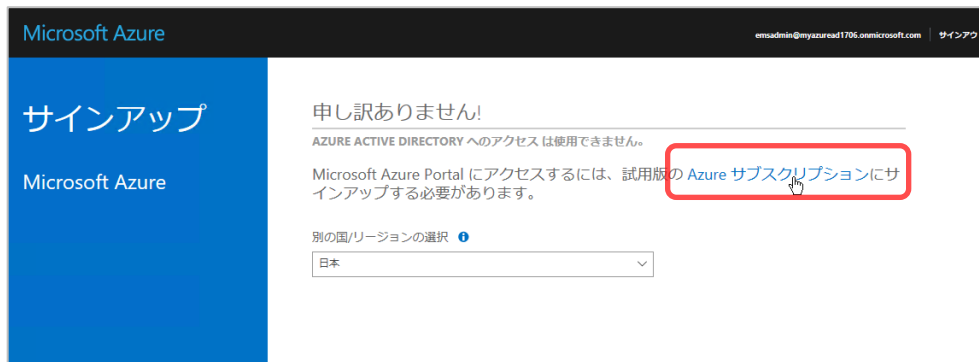 Microsoft Azure
emsadmin@myazuread1706.onmicrosoft.com
サインアウ
サインアップ
Microsoft Azure
申し訳ありません!
AZURE ACTIVE DIRECTORY へのアクセス は使用できません。
Microsoft Azure Portal にアクセスするには、試用版の Azure サブスクリプションにサ
インアップする必要があります。
別の国/リージョンの選択
日本